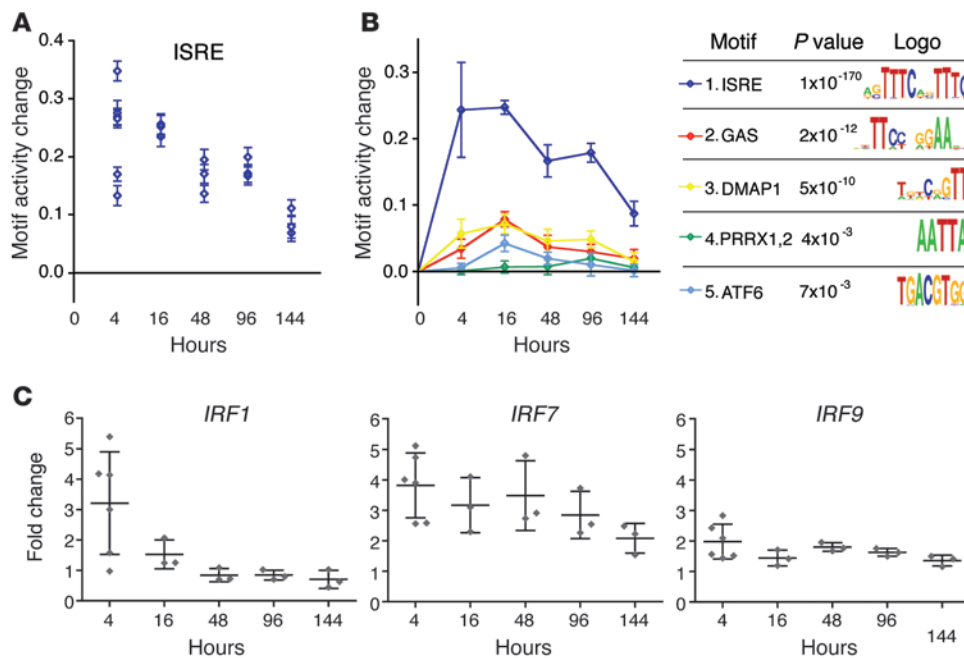 A
ISRE
Motif activity change
0.4
0.3
0.2
0.1
0.0
0 4 16 48 96 144
Hours
B
Motif activity change
0.3
0.2
0.1
0.0
0 4 16 48 96 144
Hours
Motif P value Logo
1. ISRE 1x10-170
2. GAS 2x10-12
3. DMAP1 5x10-10
4. PRRX1,2 4x10-3 AATTA
5. ATF6 7x10-3 TGACGTGG
C
IRF1
Fold change
6
5
4
3
2
1
0
4 16 48 96 144
Hours
IRF7
6
5
4
3
2
1
0
4 16 48 96 144
Hours
IRF9
6
5
4
3
2
1
0
4 16 48 96 144
Hours